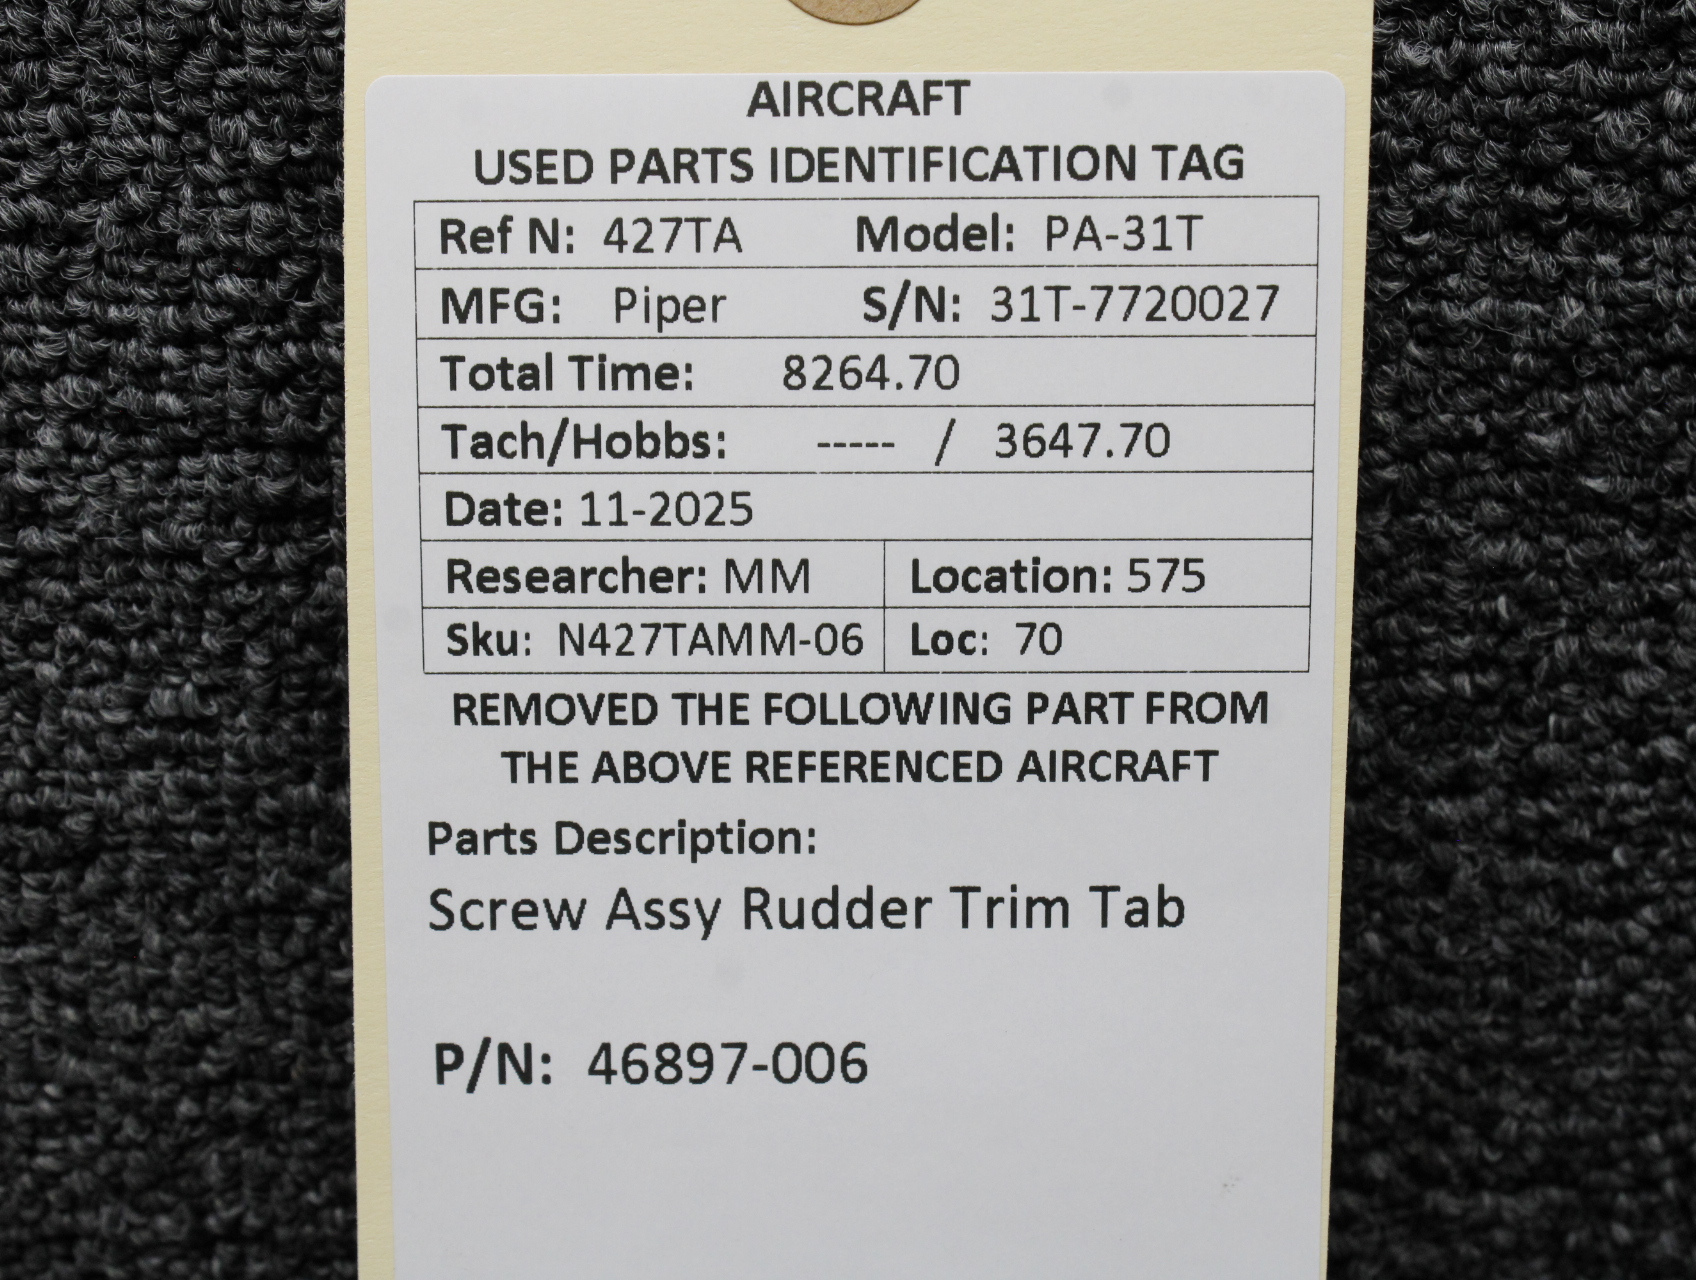 AIRCRAFT
USED PARTS IDENTIFICATION TAG
Ref N: 427TA Model: PA-31T
MFG: Piper S/N: 31T-7720027
Total Time: 8264.70
Tach/Hobbs: ----- / 3647.70
Date: 11-2025
Researcher: MM Location: 575
Sku: N427TAMM-06 Loc: 70
REMOVED THE FOLLOWING PART FROM
THE ABOVE REFERENCED AIRCRAFT
Parts Description:
Screw Assy Rudder Trim Tab
P/N: 46897-006